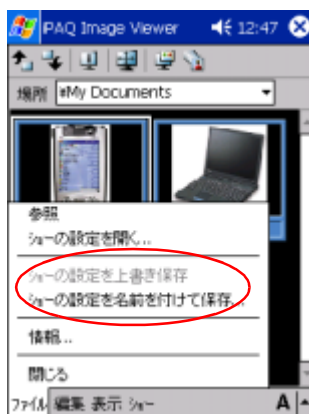 iPAQ Image Viewer 12:47
場所 ¥My Documents
参照
ショーの設定を開く...
ショーの設定を上書き保存
ショーの設定を名前を付けて保存...
情報...
閉じる
ファイル 編集 表示 ショー A